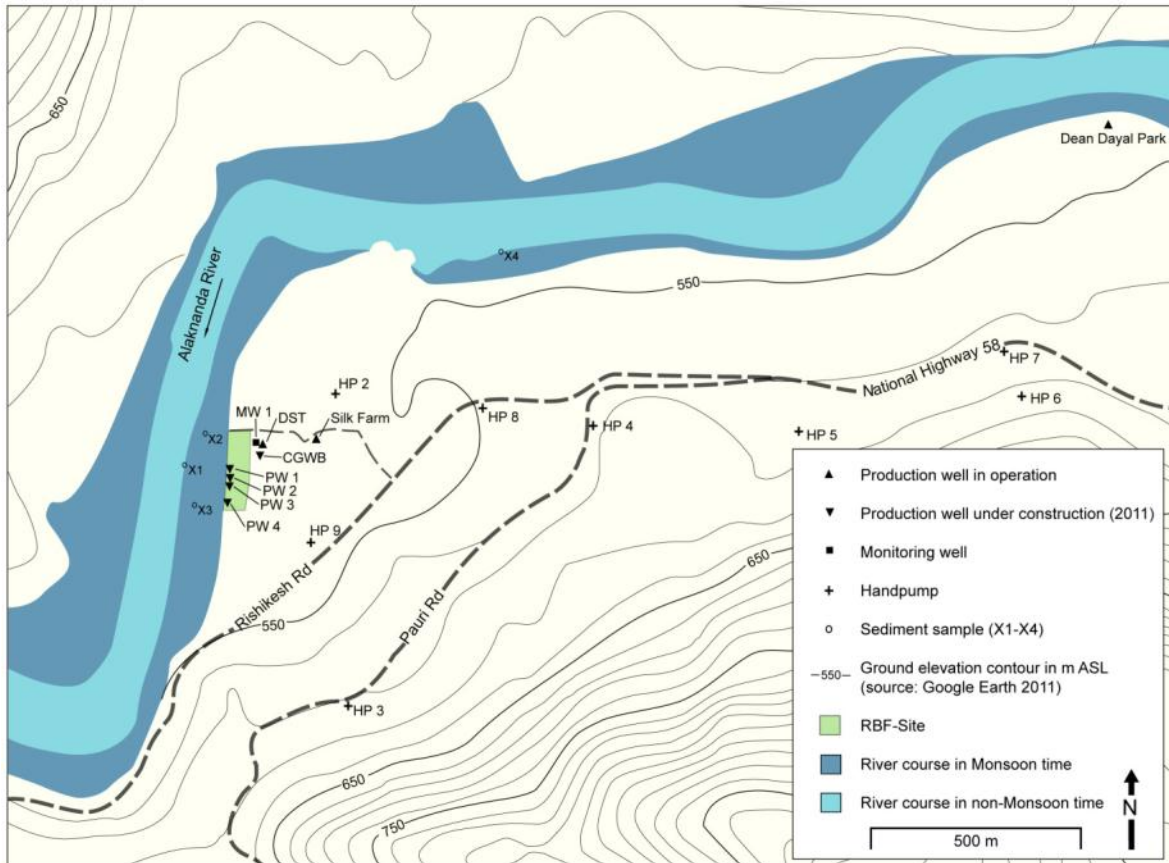 650
Dean Dayal Park
X4
Alaknanda River
550
National Highway 58
HP 7
HP 2
HP 6
HP 8
MW 1
DST
Silk Farm
HP 4
HP 5
X2
CGWB
X1
PW 1
PW 2
PW 3
X3
PW 4
HP 9
Rishikesh Rd
Pauri Rd
650
550
HP 3
650
750
Production well in operation
Production well under construction (2011)
Monitoring well
Handpump
Sediment sample (X1-X4)
550
Ground elevation contour in m ASL
(source: Google Earth 2011)
RBF-Site
River course in Monsoon time
River course in non-Monsoon time
500 m
N